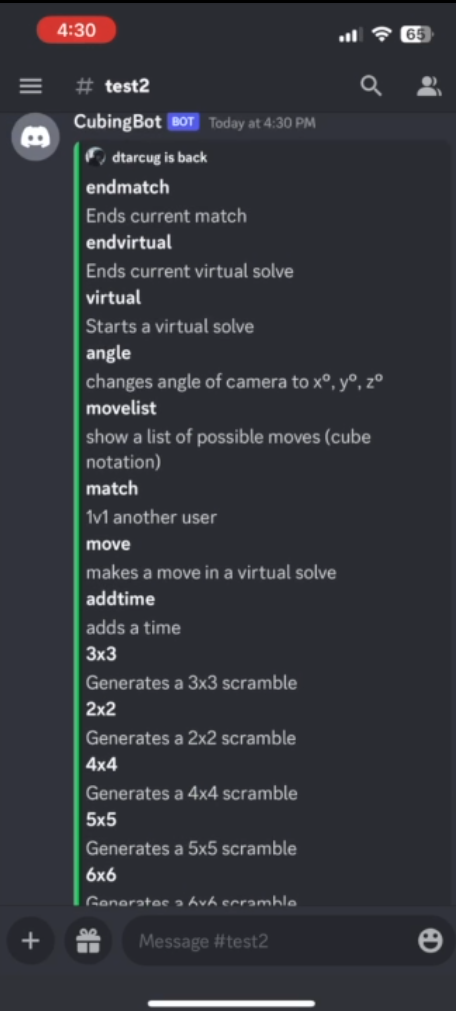 4:30
65
# test2
CubingBot BOT Today at 4:30 PM
dtarcug is back
endmatch
Ends current match
endvirtual
Ends current virtual solve
virtual
Starts a virtual solve
angle
changes angle of camera to xº, yº, zº
movelist
show a list of possible moves (cube
notation)
match
1v1 another user
move
makes a move in a virtual solve
addtime
adds a time
3x3
Generates a 3x3 scramble
2x2
Generates a 2x2 scramble
4x4
Generates a 4x4 scramble
5x5
Generates a 5x5 scramble
6x6
Generates a 6x6 scramble
Message #test2